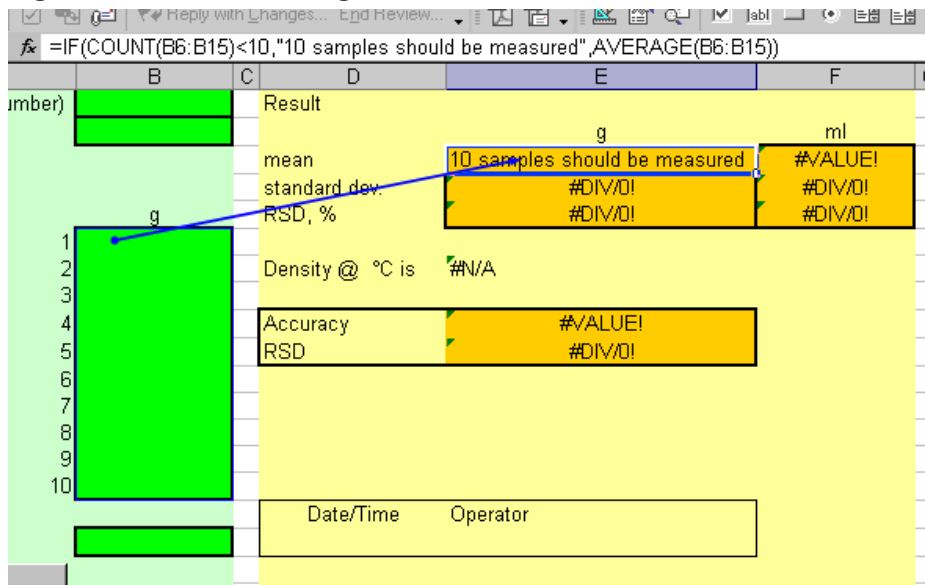 Reply with Changes... End Review...
abl
fx =IF(COUNT(B6:B15)<10,"10 samples should be measured",AVERAGE(B6:B15))
B C D E F
umber) Result
g ml
mean 10 samples should be measured #VALUE!
standard dev. #DIV/0! #DIV/0!
g RSD, % #DIV/0! #DIV/0!
1
2 Density @ °C is #N/A
3
4 Accuracy #VALUE!
5 RSD #DIV/0!
6
7
8
9
10
Date/Time Operator